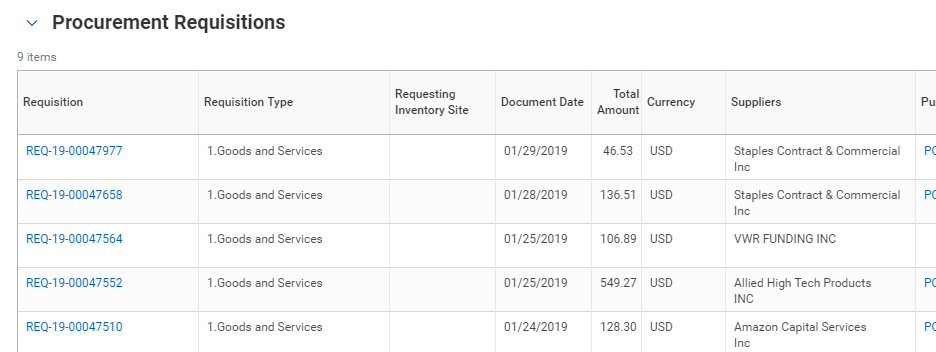 Procurement Requisitions
9 items
Requisition Requisition Type Requesting Inventory Site Document Date Total Amount Currency Suppliers Pu
REQ-19-00047977 1.Goods and Services 01/29/2019 46.53 USD Staples Contract & Commercial Inc PO
REQ-19-00047658 1.Goods and Services 01/28/2019 136.51 USD Staples Contract & Commercial Inc PO
REQ-19-00047564 1.Goods and Services 01/25/2019 106.89 USD VWR FUNDING INC
REQ-19-00047552 1.Goods and Services 01/25/2019 549.27 USD Allied High Tech Products INC PO
REQ-19-00047510 1.Goods and Services 01/24/2019 128.30 USD Amazon Capital Services Inc PO